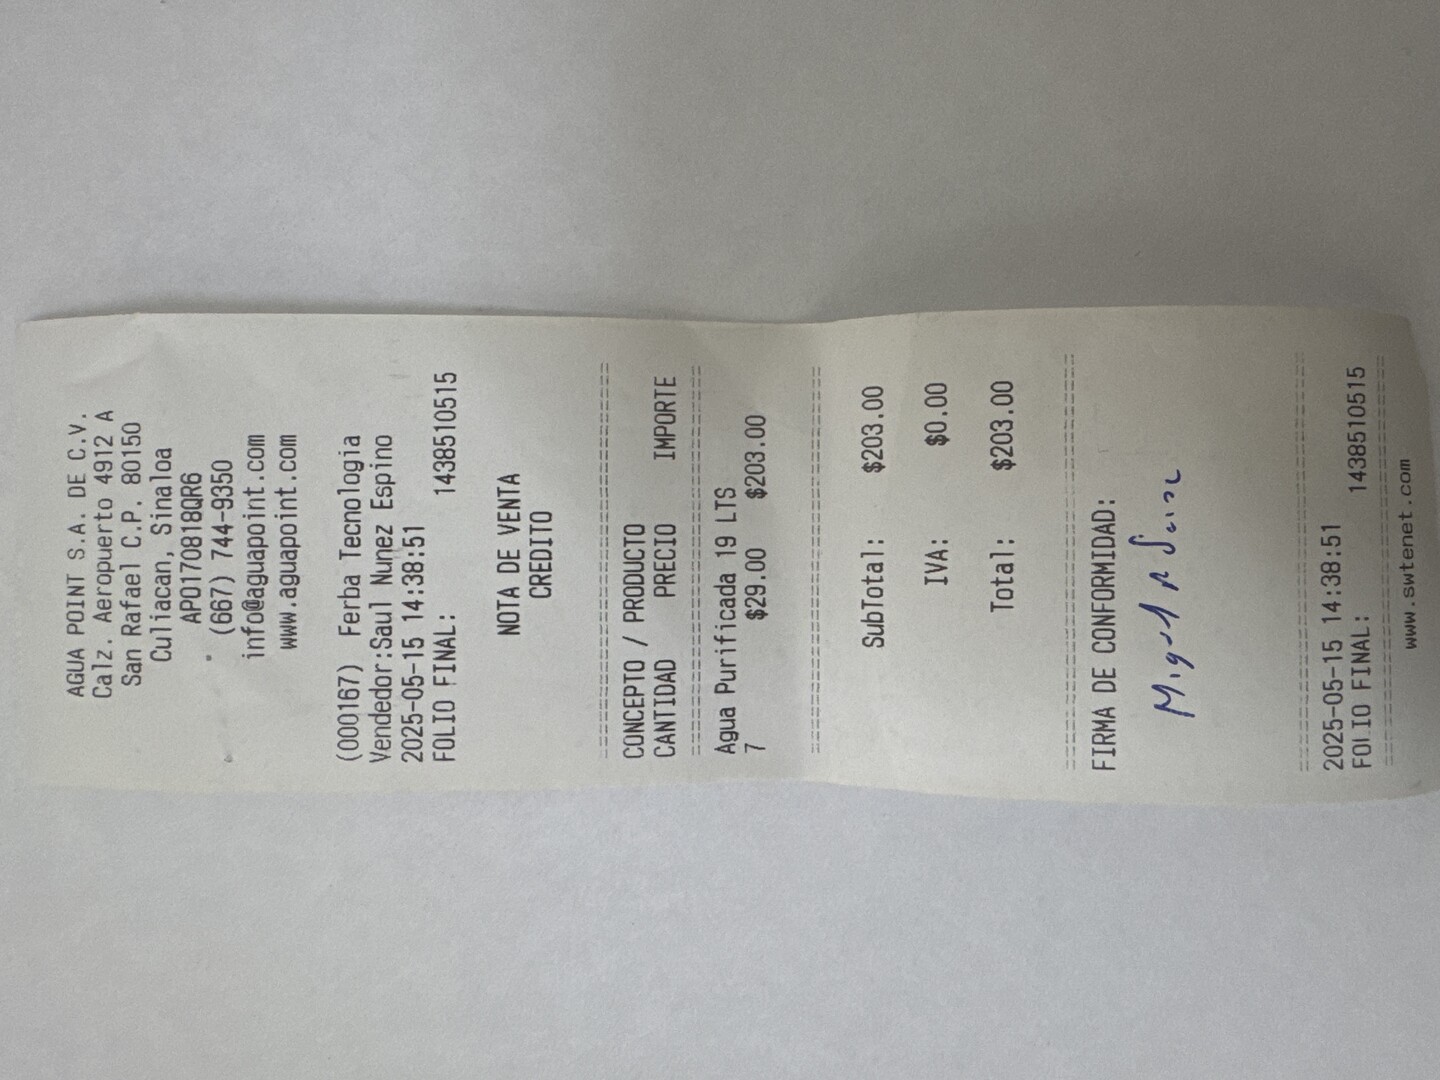 AGUA POINT S.A. DE C.V.
Calz. Aeropuerto 4912 A
San Rafael C.P. 80150
Culiacan, Sinaloa
APO170818QR6
(667) 744-9350
info@aguapoint.com
www.aguapoint.com
(000167) Ferba Tecnologia
Vendedor:Saul Nunez Espino
2025-05-15 14:38:51
FOLIO FINAL: 1438510515
NOTA DE VENTA
CREDITO
CONCEPTO / PRODUCTO
CANTIDAD PRECIO IMPORTE
Agua Purificada 19 LTS
7 $29.00 $203.00
SubTotal: $203.00
IVA: $0.00
Total: $203.00
FIRMA DE CONFORMIDAD:
Miguel A
2025-05-15 14:38:51
FOLIO FINAL: 1438510515
www.swtenet.com